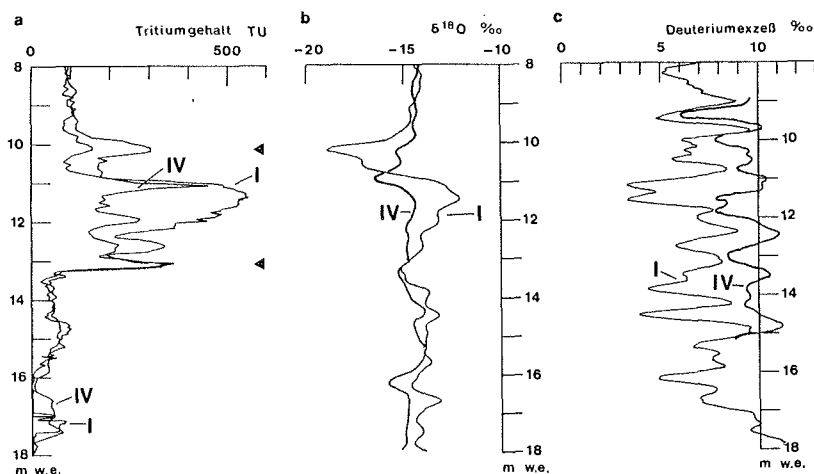 a
Tritiumgehalt TU
0 500
8
10
12
14
16
18
m w.e.
IV
I
IV
I
b
δ¹⁸O ‰
−20 −15 −10
8
10
12
14
16
18
m w.e.
IV
I
c
Deuteriumexzeß ‰
0 5 10
10
12
14
16
18
m w.e.
I
IV